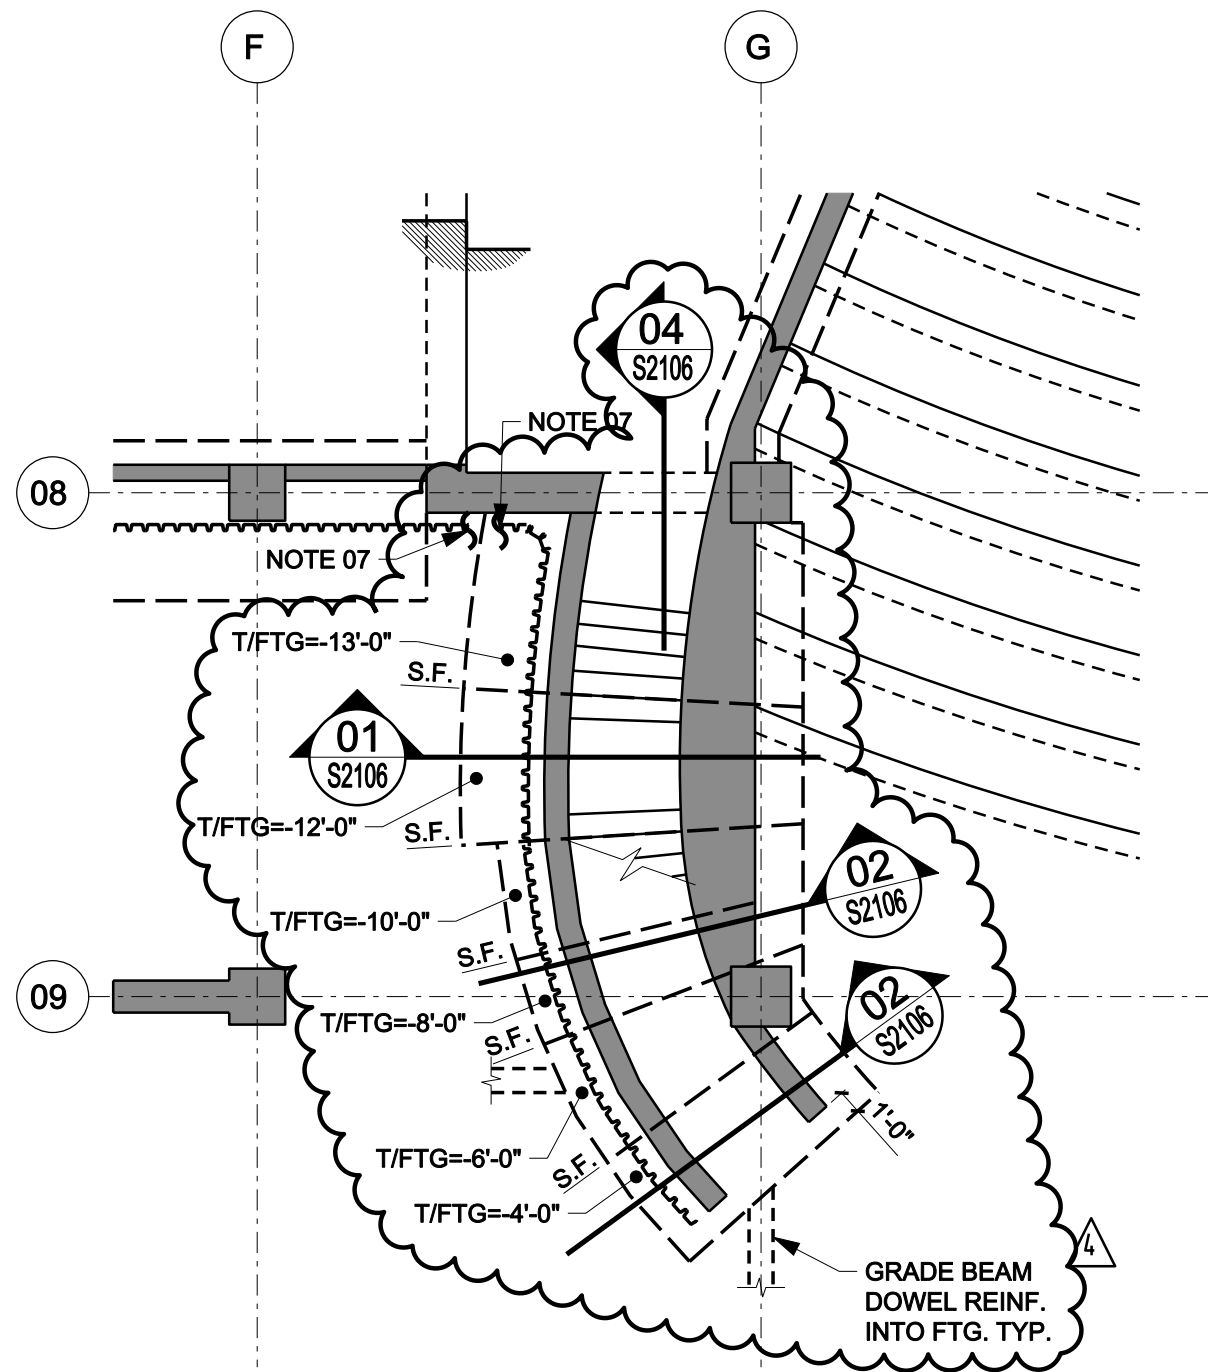 F
G
04
S2106
NOTE 07
08
NOTE 07
T/FTG=-13'-0"
S.F.
01
S2106
T/FTG=-12'-0"
S.F.
02
S2106
T/FTG=-10'-0"
S.F.
09
02
S2106
T/FTG=-8'-0"
S.F.
1'-0"
T/FTG=-6'-0"
S.F.
T/FTG=-4'-0"
4
GRADE BEAM
DOWEL REINF.
INTO FTG. TYP.